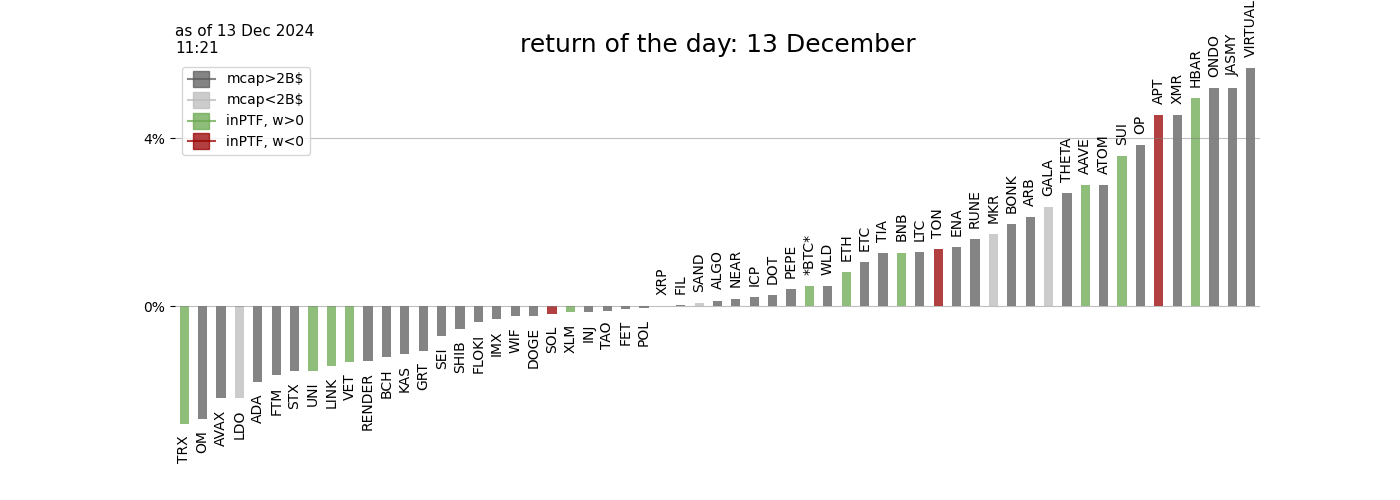 as of 13 Dec 2024
11:21
return of the day: 13 December
mcap>2B$
mcap<2B$
inPTF, w>0
inPTF, w<0
4%
0%
TRX
OM
AVAX
LDO
ADA
FTM
STX
UNI
LINK
VET
RENDER
BCH
KAS
GRT
SEI
SHIB
FLOKI
IMX
WIF
DOGE
SOL
XLM
INJ
TAO
FET
POL
XRP
FIL
SAND
ALGO
NEAR
ICP
DOT
PEPE
*BTC*
WLD
ETH
ETC
TIA
BNB
LTC
TON
ENA
RUNE
MKR
BONK
ARB
GALA
THETA
AAVE
ATOM
SUI
OP
APT
XMR
HBAR
ONDO
JASMY
VIRTUAL